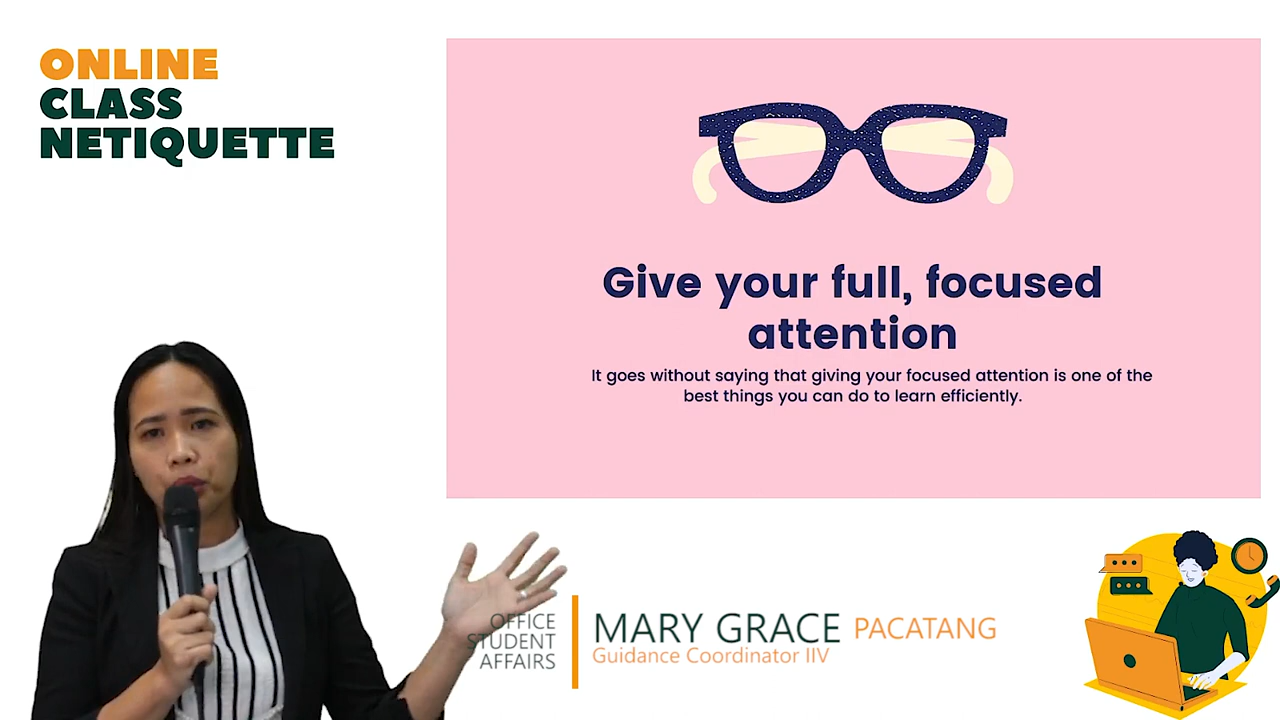 ONLINE
CLASS
NETIQUETTE
Give your full, focused
attention
It goes without saying that giving your focused attention is one of the
best things you can do to learn efficiently.
OFFICE
STUDENT
AFFAIRS
MARY GRACE PACATANG
Guidance Coordinator IIV